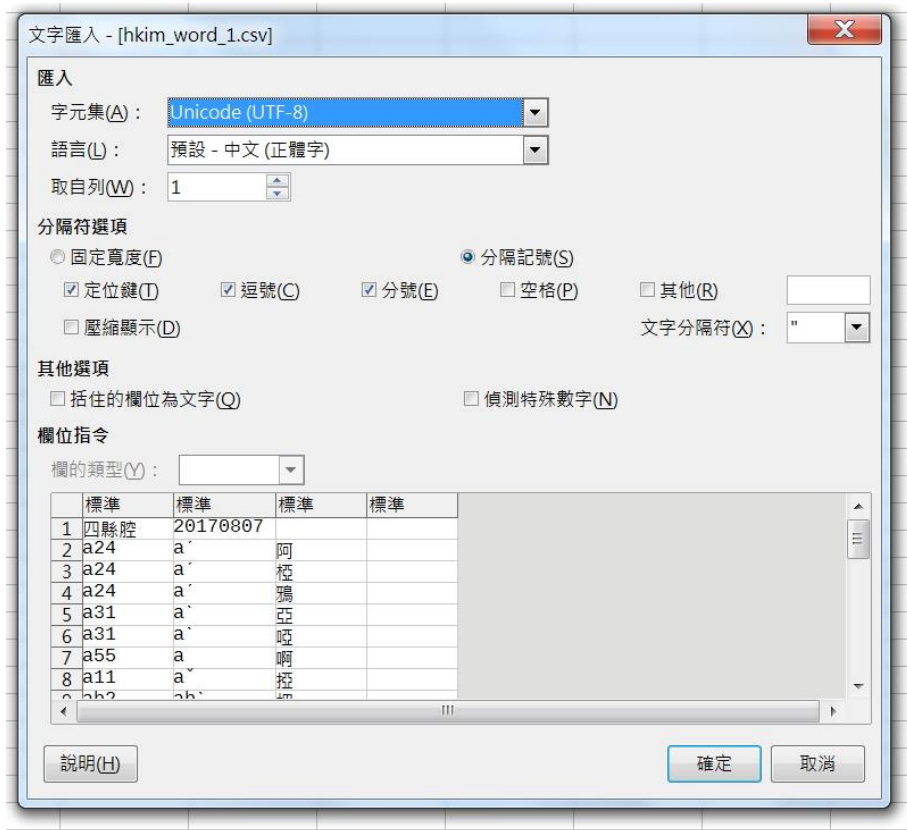 文字匯入 - [hkim_word_1.csv]
匯入
字元集(A)： Unicode (UTF-8)
語言(L)： 預設 - 中文 (正體字)
取自列(W)： 1
分隔符選項
固定寬度(F) 分隔記號(S)
定位鍵(T) 逗號(C) 分號(E) 空格(P) 其他(R)
壓縮顯示(D) 文字分隔符(X)： "
其他選項
括住的欄位為文字(Q) 偵測特殊數字(N)
欄位指令
欄的類型(Y)：
標準 標準 標準 標準
1 四縣腔 20170807
2 a24 aˊ 阿
3 a24 aˊ 椏
4 a24 aˊ 鴉
5 a31 aˋ 亞
6 a31 aˋ 啞
7 a55 a 啊
8 a11 aˇ 掗
說明(H) 確定 取消